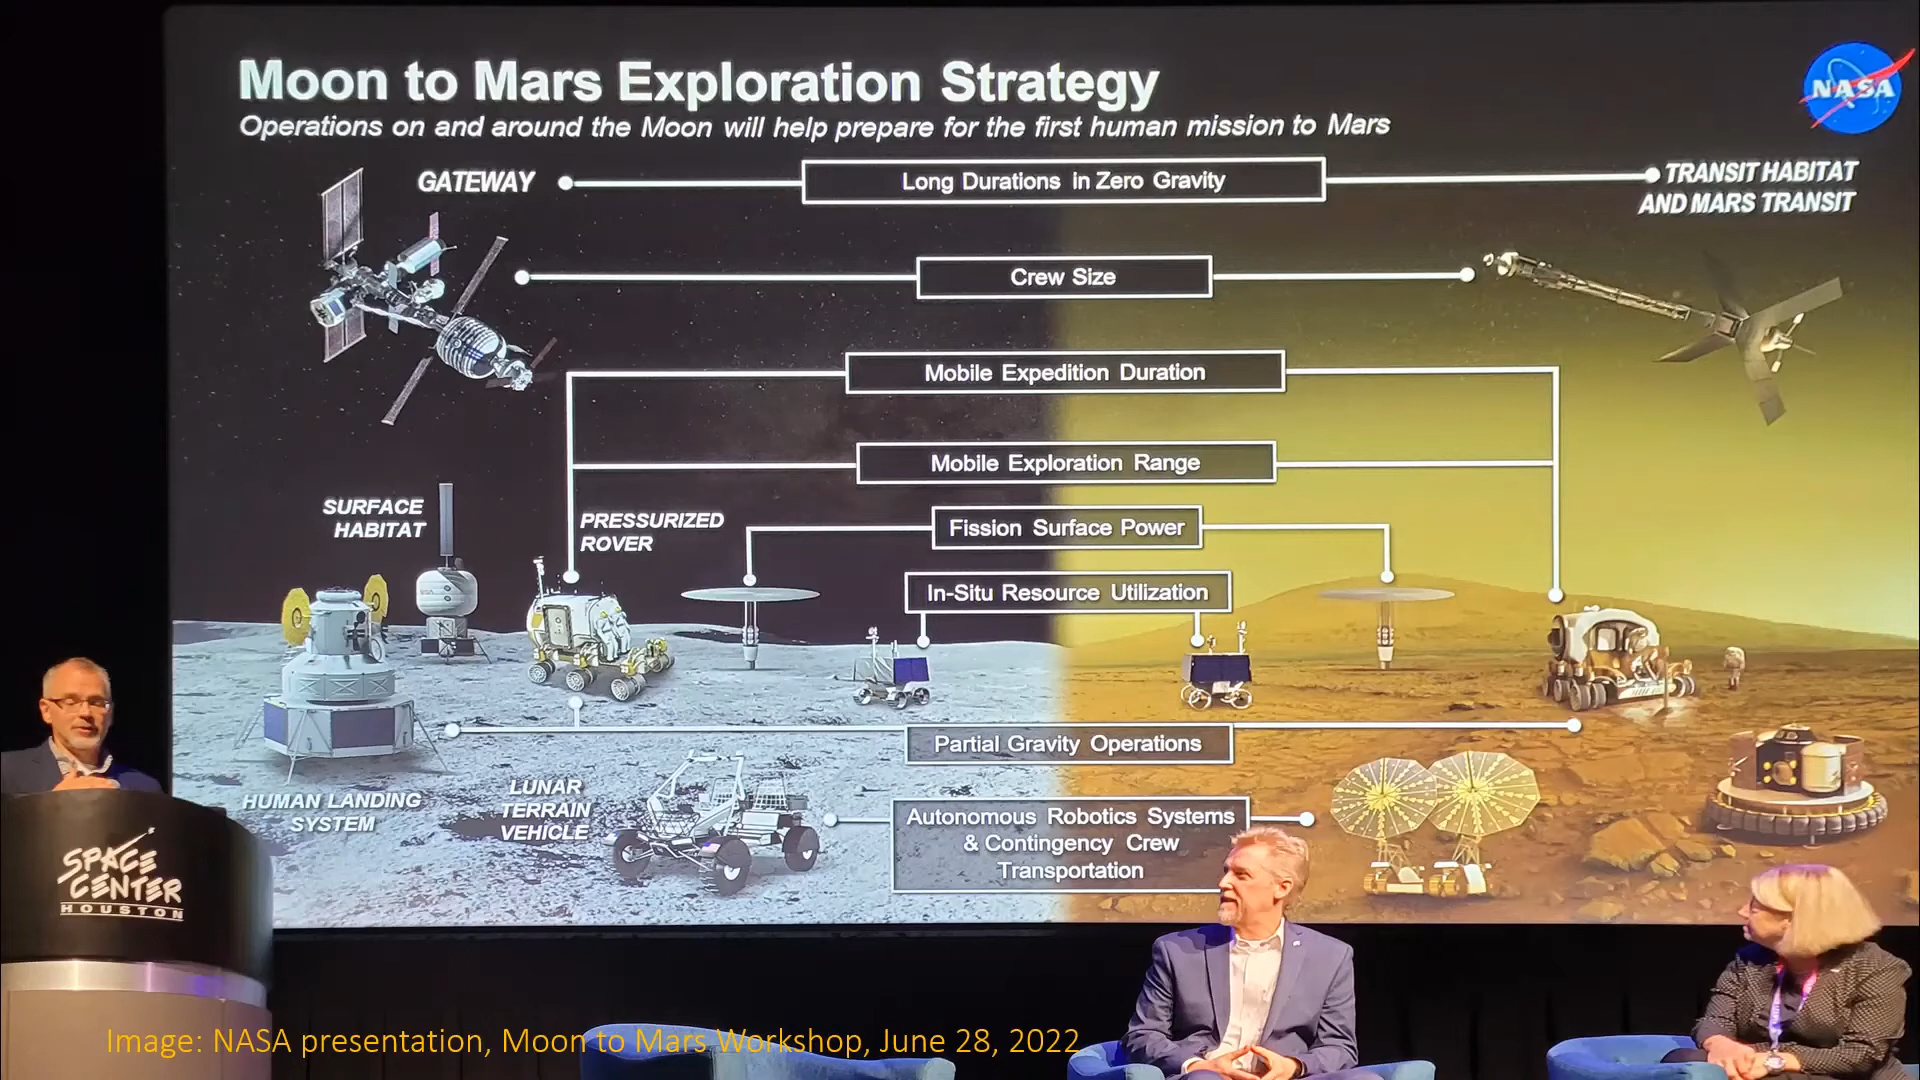 Moon to Mars Exploration Strategy
Operations on and around the Moon will help prepare for the first human mission to Mars
NASA
GATEWAY
Long Durations in Zero Gravity
TRANSIT HABITAT
AND MARS TRANSIT
Crew Size
Mobile Expedition Duration
Mobile Exploration Range
SURFACE
HABITAT
PRESSURIZED
ROVER
Fission Surface Power
In-Situ Resource Utilization
Partial Gravity Operations
HUMAN LANDING
SYSTEM
LUNAR
TERRAIN
VEHICLE
Autonomous Robotics Systems
& Contingency Crew
Transportation
SPACE
CENTER
HOUSTON
Image: NASA presentation, Moon to Mars Workshop, June 28, 2022